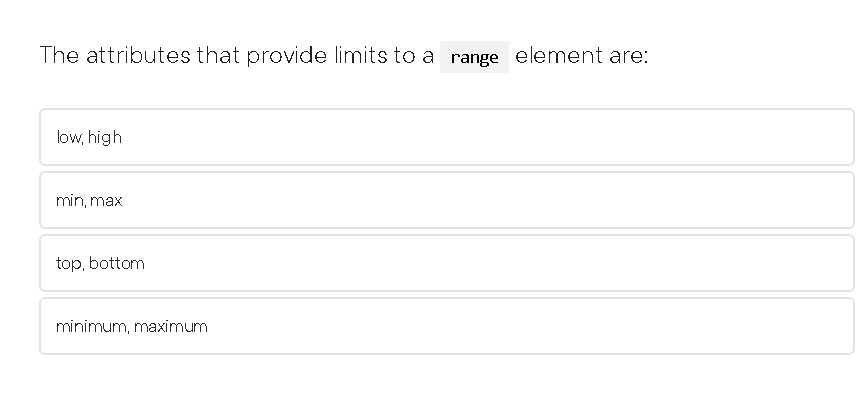 The attributes that provide limits to a range element are:
low, high
min, max
top, bottom
minimum, maximum